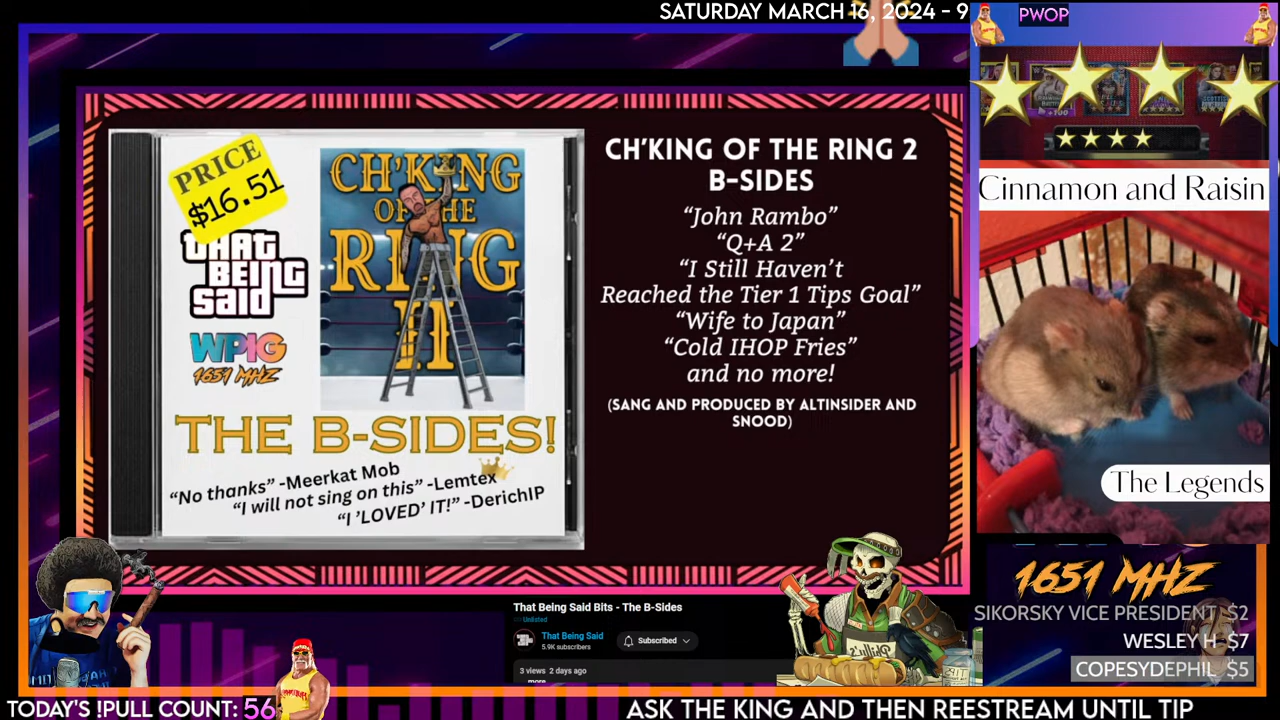 SATURDAY MARCH 16, 2024 - 9
PWOP
PRICE
$16.51
THAT
BEING
SAID
WPIG
1651 MHZ
CH'KING
OF THE
RING
II
THE B-SIDES!
“No thanks” -Meerkat Mob
“I will not sing on this” -Lemtex
“I 'LOVED' IT!” -DerichIP
CH'KING OF THE RING 2
B-SIDES
“John Rambo”
“Q+A 2”
“I Still Haven't
Reached the Tier 1 Tips Goal”
“Wife to Japan”
“Cold IHOP Fries”
and no more!
(SANG AND PRODUCED BY ALTINSIDER AND
SNOOD)
Cinnamon and Raisin
The Legends
1651 MHZ
SIKORSKY VICE PRESIDENT $2
WESLEY H $7
COPESYDEPHIL $5
That Being Said Bits - The B-Sides
Unlisted
That Being Said
5.9K subscribers
Subscribed
3 views 2 days ago
more
TODAY'S !PULL COUNT: 56
ASK THE KING AND THEN REESTREAM UNTIL TIP